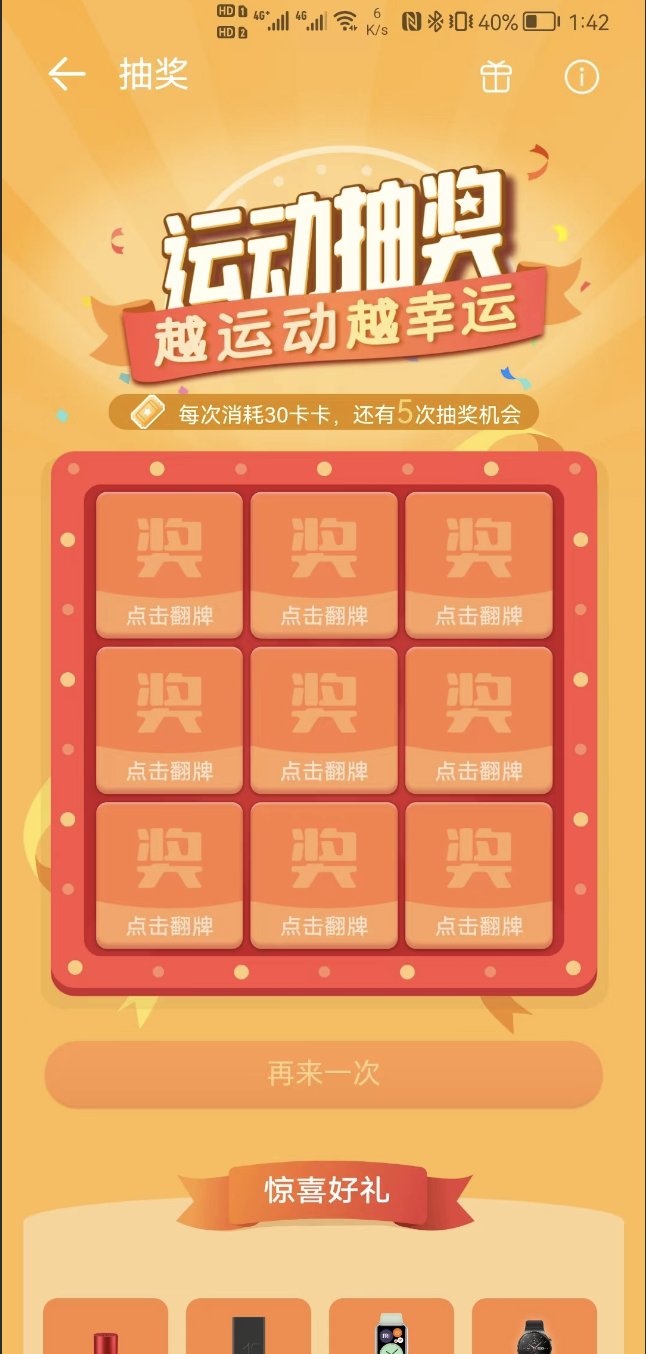 HD 1 4G+ 4G 6 40% 1:42
HD 2 K/s
抽奖
运动抽奖
越运动越幸运
每次消耗30卡卡，还有5次抽奖机会
奖 奖 奖
点击翻牌 点击翻牌 点击翻牌
奖 奖 奖
点击翻牌 点击翻牌 点击翻牌
奖 奖 奖
点击翻牌 点击翻牌 点击翻牌
再来一次
惊喜好礼